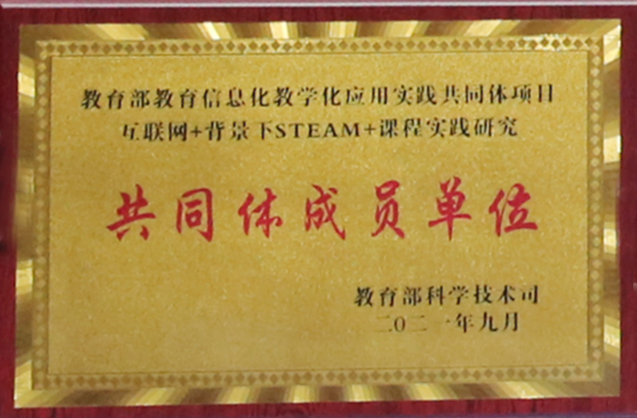 教育部教育信息化教学化应用实践共同体项目
互联网+背景下STEAM+课程实践研究
共同体成员单位
教育部科学技术司
二〇二一年九月